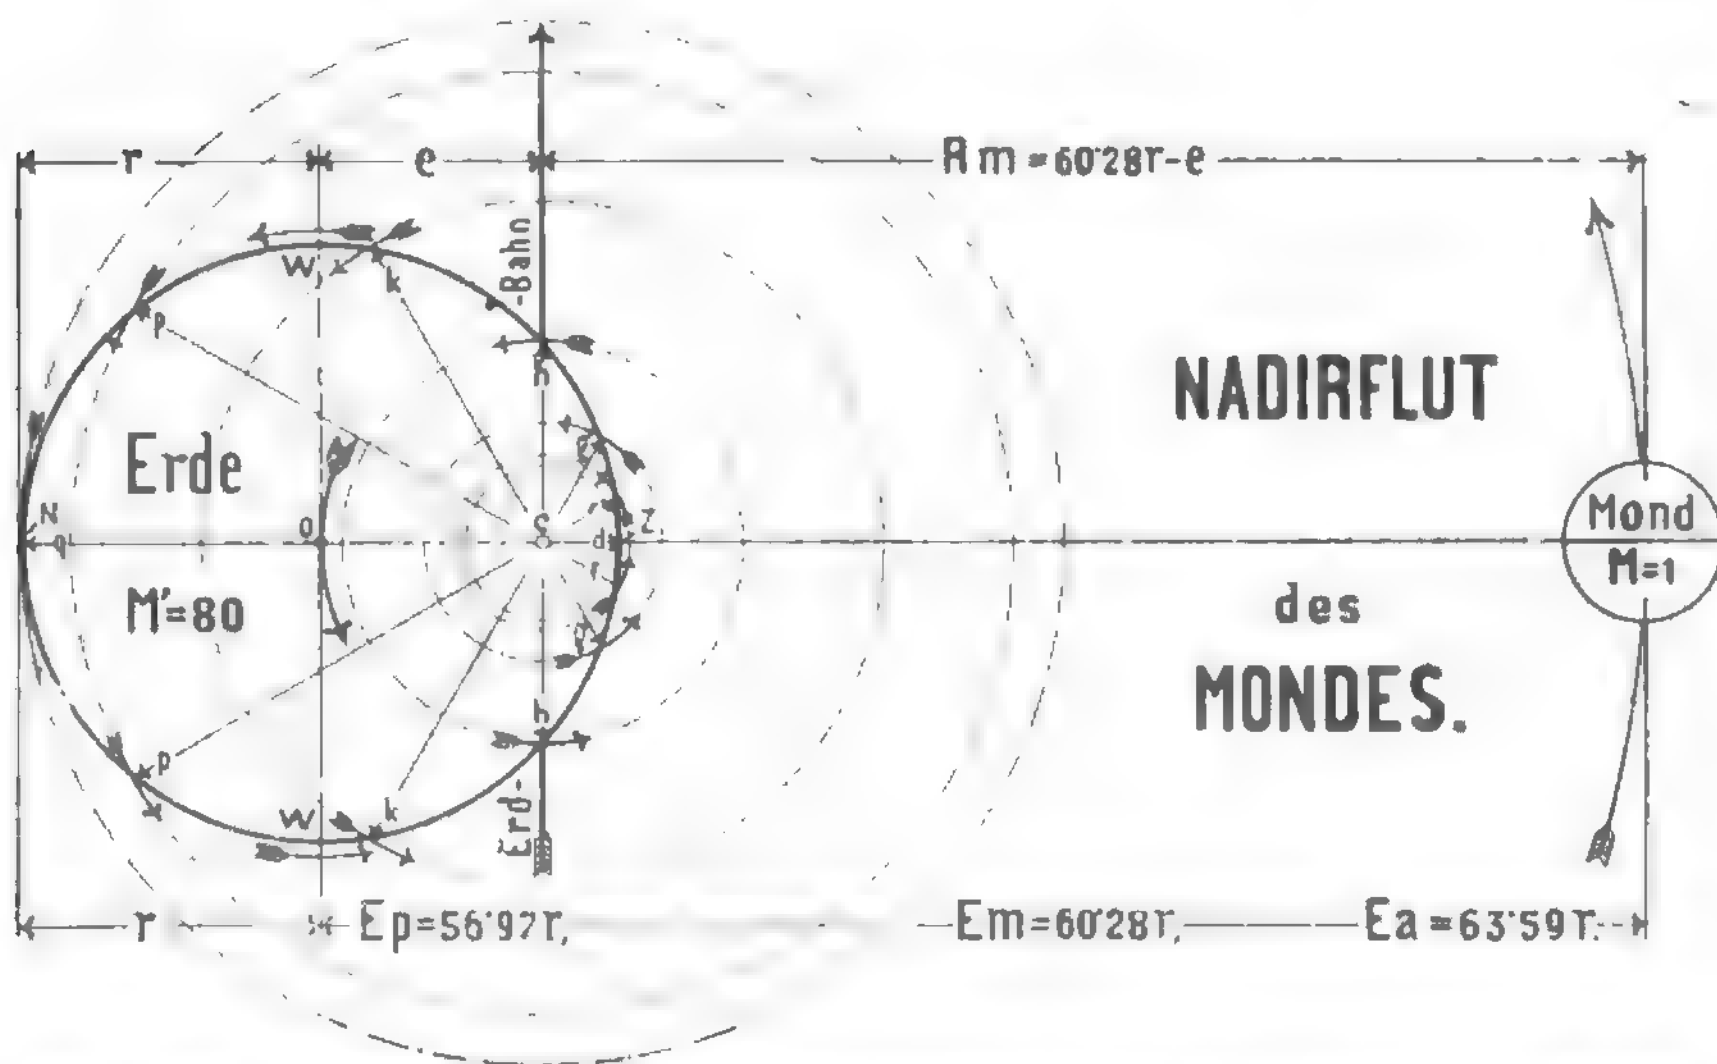 r e Rm=60·28r-e
-Bahn
W k
p
h
NADIRFLUT
Erde
N O S Z
q d
Mond
M=1
M'=80
des
MONDES.
h
p
W k
Erd-
r Ep=56·97r. Em=60·28r. Ea=63·59r.